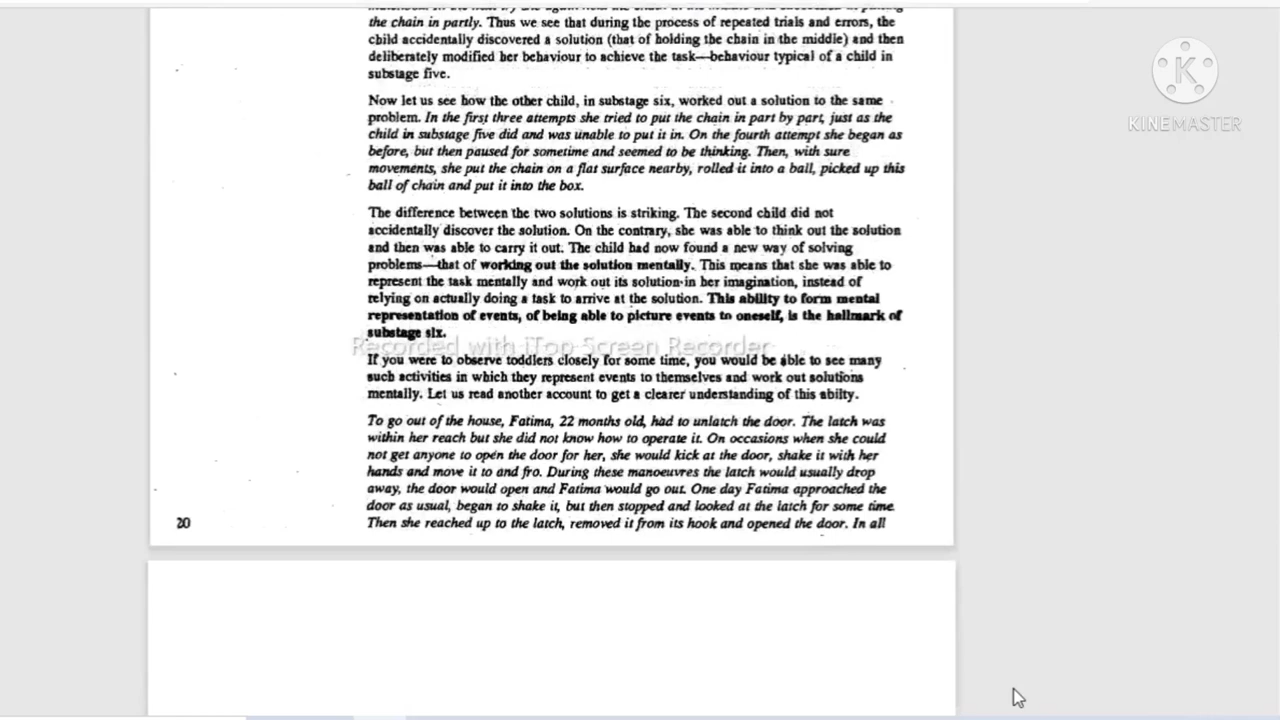 the chain in partly. Thus we see that during the process of repeated trials and errors, the
child accidentally discovered a solution (that of holding the chain in the middle) and then
deliberately modified her behaviour to achieve the task—behaviour typical of a child in
substage five.
Now let us see how the other child, in substage six, worked out a solution to the same
problem. In the first three attempts she tried to put the chain in part by part, just as the
child in substage five did and was unable to put it in. On the fourth attempt she began as
before, but then paused for sometime and seemed to be thinking. Then, with sure
movements, she put the chain on a flat surface nearby, rolled it into a ball, picked up this
ball of chain and put it into the box.
The difference between the two solutions is striking. The second child did not
accidentally discover the solution. On the contrary, she was able to think out the solution
and then was able to carry it out. The child had now found a new way of solving
problems—that of working out the solution mentally. This means that she was able to
represent the task mentally and work out its solution in her imagination, instead of
relying on actually doing a task to arrive at the solution. This ability to form mental
representation of events, of being able to picture events to oneself, is the hallmark of
substage six.
Recorded with iTop Screen Recorder
If you were to observe toddlers closely for some time, you would be able to see many
such activities in which they represent events to themselves and work out solutions
mentally. Let us read another account to get a clearer understanding of this abilty.
To go out of the house, Fatima, 22 months old, had to unlatch the door. The latch was
within her reach but she did not know how to operate it. On occasions when she could
not get anyone to open the door for her, she would kick at the door, shake it with her
hands and move it to and fro. During these manoeuvres the latch would usually drop
away, the door would open and Fatima would go out. One day Fatima approached the
door as usual, began to shake it, but then stopped and looked at the latch for some time.
Then she reached up to the latch, removed it from its hook and opened the door. In all
20
K
KINEMASTER